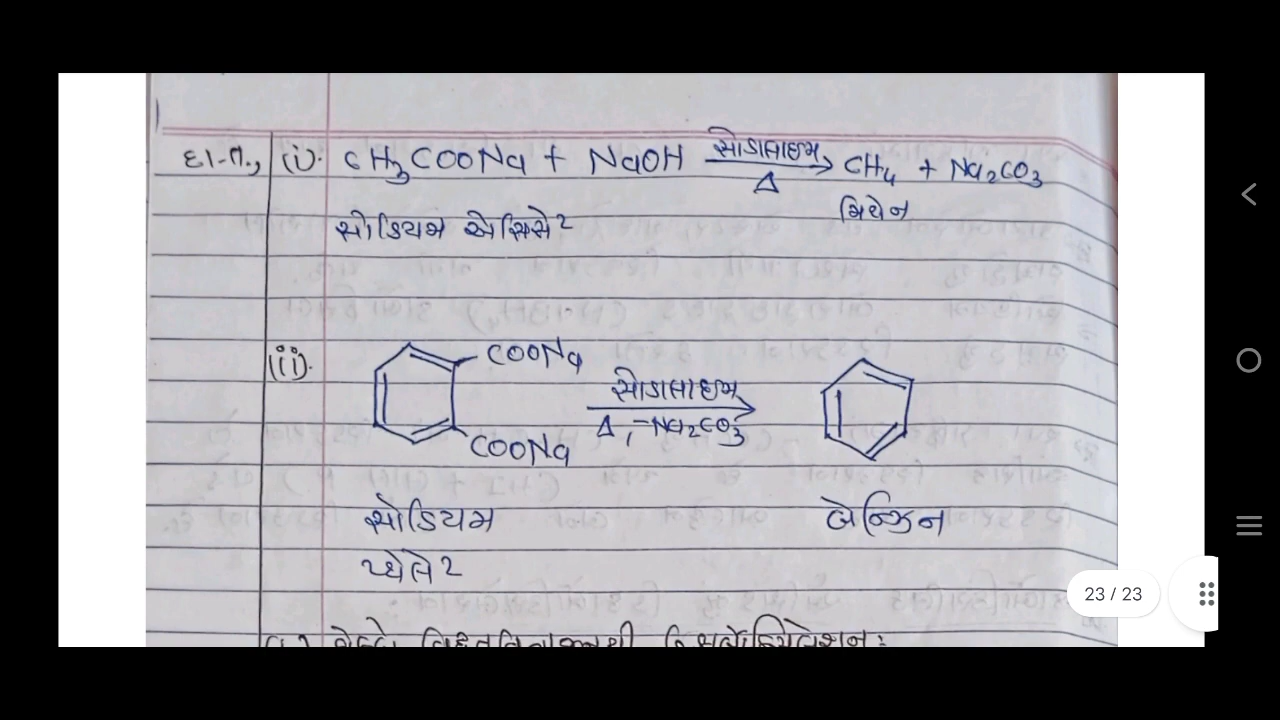 દા.ત., (i). CH3COONa + NaOH સોડાલાઇમ → Δ CH4 + Na2CO3
સોડિયમ એસિટેટ મિથેન
(ii). COONa
સોડાલાઇમ →
Δ, -Na2CO3
COONa
સોડિયમ બેન્ઝિન
થેલેટ
23 / 23